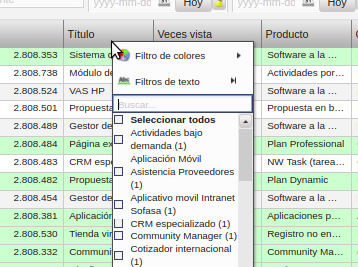 yyyy-mm-dd Hoy yyyy-mm-dd Hoy
Título Veces vista Producto
2.808.353 Sistema Software a la ...
2.808.738 Módulo de Actividades por...
2.808.524 VAS HP Software a la ...
2.808.501 Propuesta Propuesta en b...
2.808.489 Gestor de Software a la ...
2.808.484 Página Plan Professional
2.808.483 CRM NW Task (tarea...
2.808.482 Propuesta Plan Dynamic
2.808.454 Gestor de Software a la ...
2.808.381 Aplicación Aplicaciones p...
2.808.530 Tienda Registro no en...
2.808.332 Community Ma...
Filtro de colores
Filtros de texto
Buscar...
Seleccionar todos
Actividades bajo
demanda (1)
Aplicación Móvil
Asistencia Proveedores
(1)
Aplicativo movil Intranet
Sofasa (1)
CRM especializado (1)
Community Manager (1)
Cotizador internacional
(1)